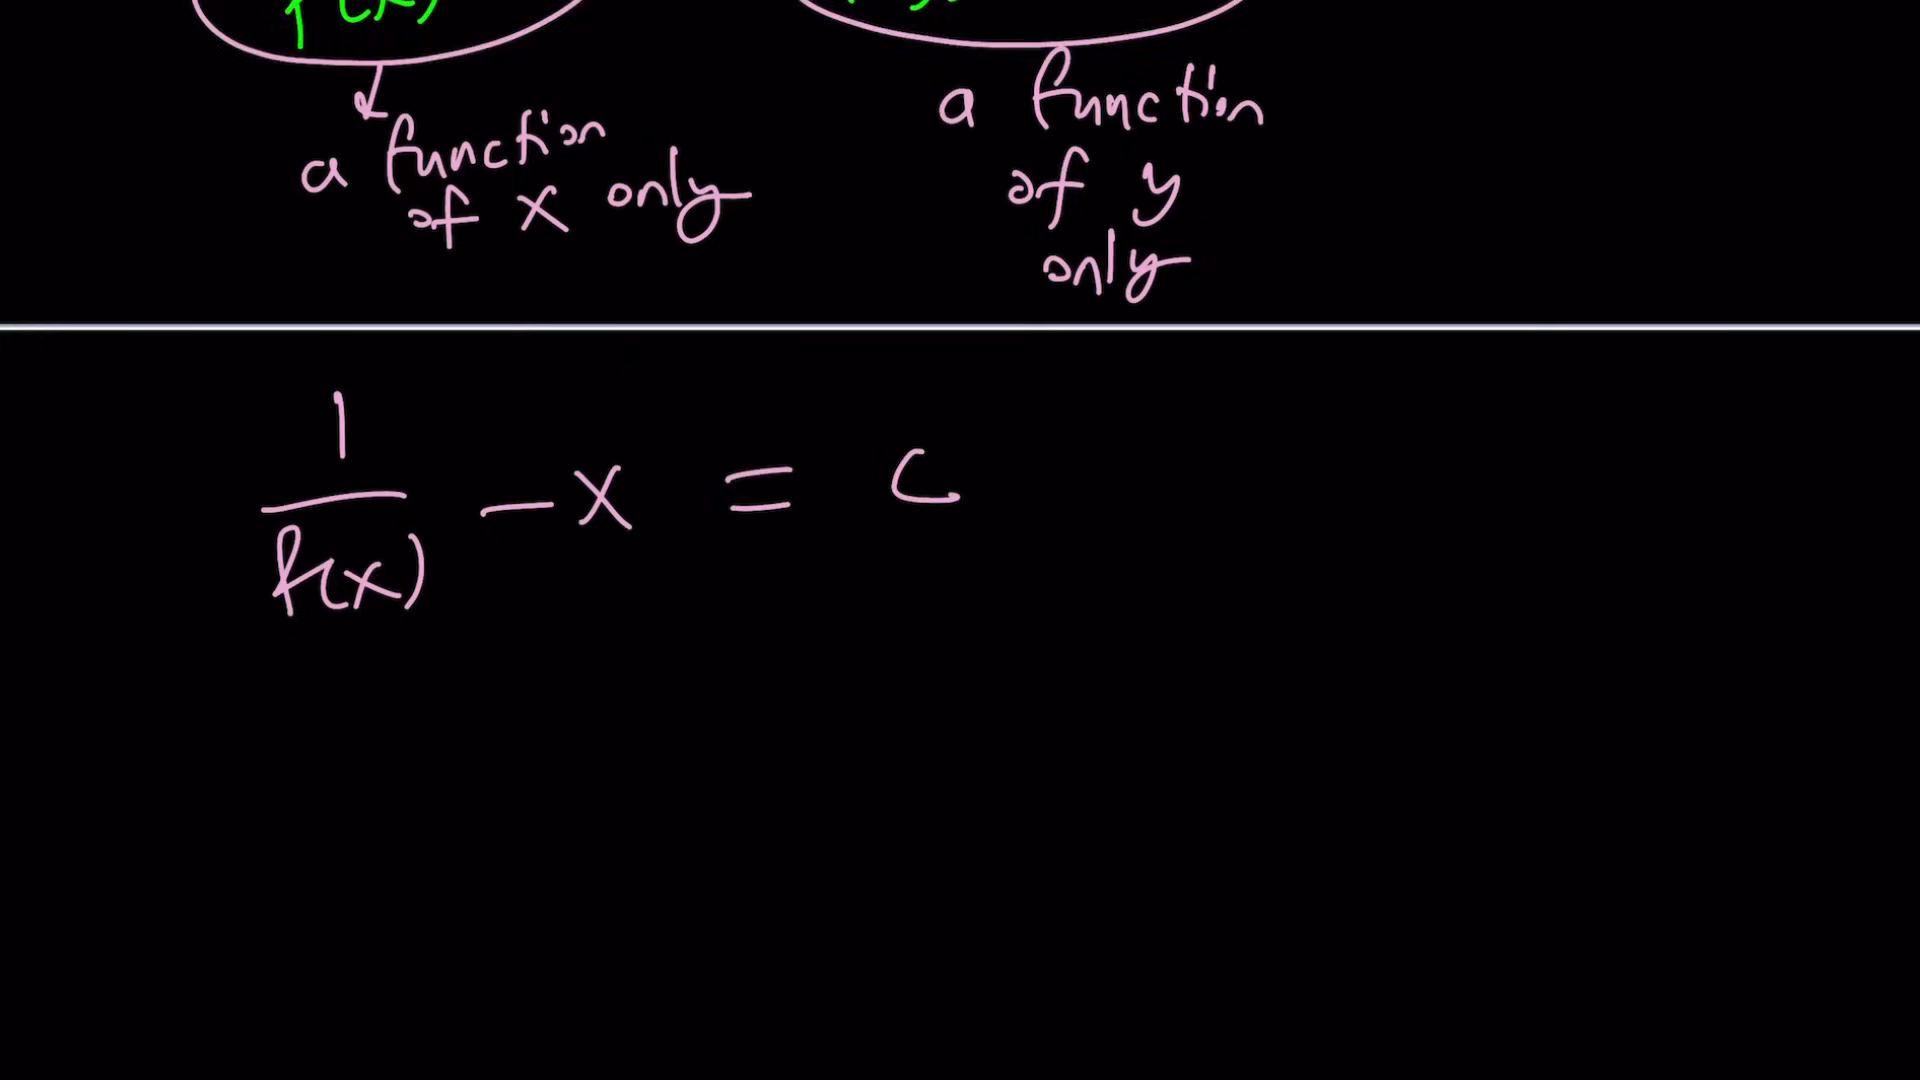 f(x)
a function a function
of x only of y
only
1/f(x) - x = c